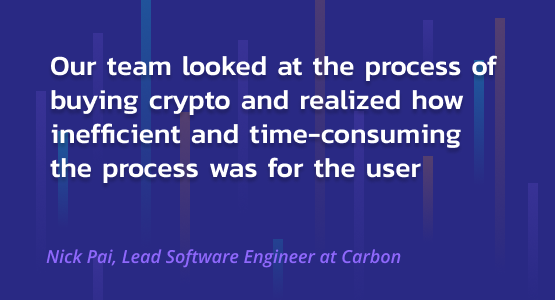 Our team looked at the process of
buying crypto and realized how
inefficient and time-consuming
the process was for the user
Nick Pai, Lead Software Engineer at Carbon